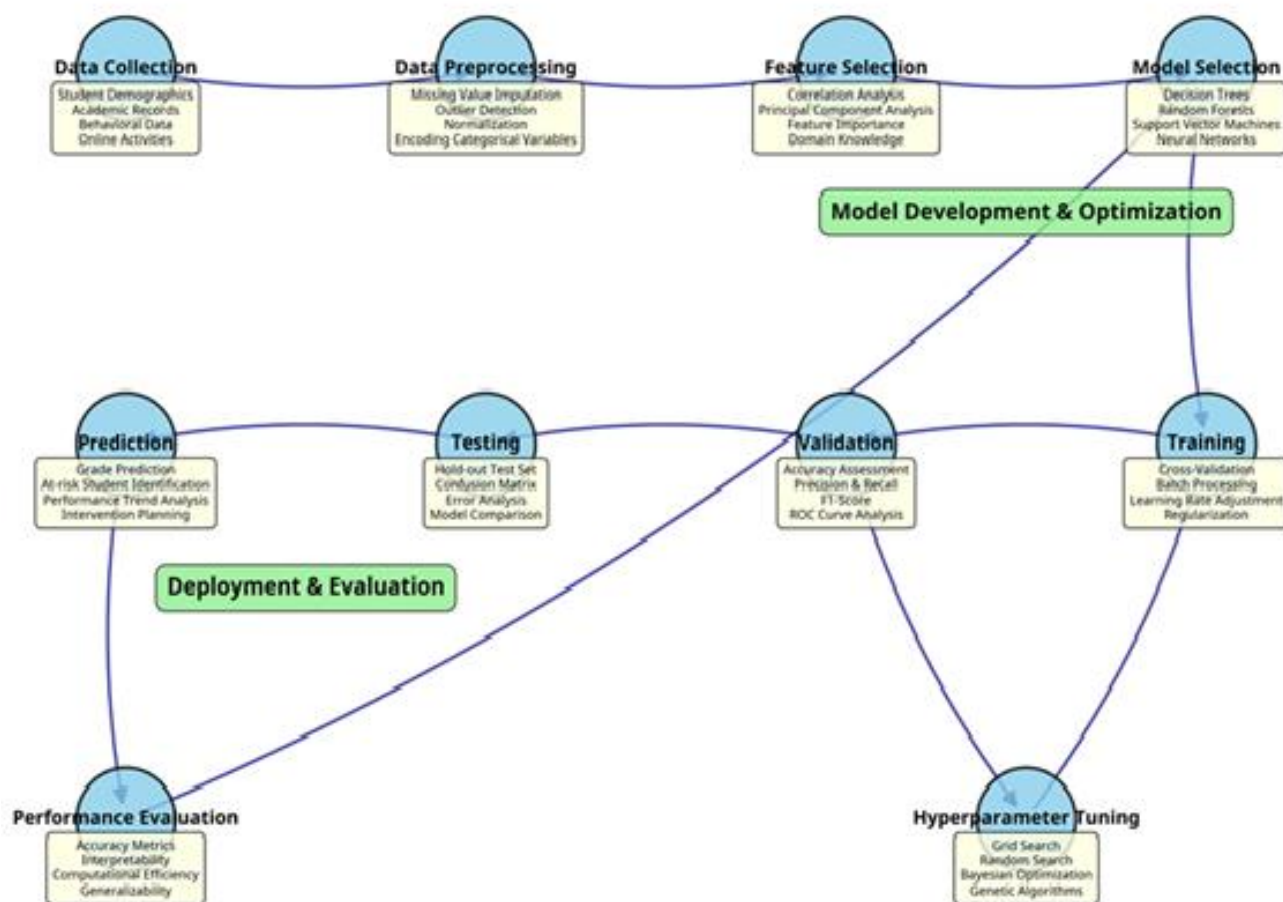 Data Collection
Student Demographics
Academic Records
Behavioral Data
Online Activities
Data Preprocessing
Missing Value Imputation
Outlier Detection
Normalization
Encoding Categorical Variables
Feature Selection
Correlation Analysis
Principal Component Analysis
Feature Importance
Domain Knowledge
Model Selection
Decision Trees
Random Forests
Support Vector Machines
Neural Networks
Model Development & Optimization
Prediction
Grade Prediction
At-risk Student Identification
Performance Trend Analysis
Intervention Planning
Testing
Hold-out Test Set
Confusion Matrix
Error Analysis
Model Comparison
Validation
Accuracy Assessment
Precision & Recall
F1-Score
ROC Curve Analysis
Training
Cross-Validation
Batch Processing
Learning Rate Adjustment
Regularization
Deployment & Evaluation
Performance Evaluation
Accuracy Metrics
Interpretability
Computational Efficiency
Generalizability
Hyperparameter Tuning
Grid Search
Random Search
Bayesian Optimization
Genetic Algorithms